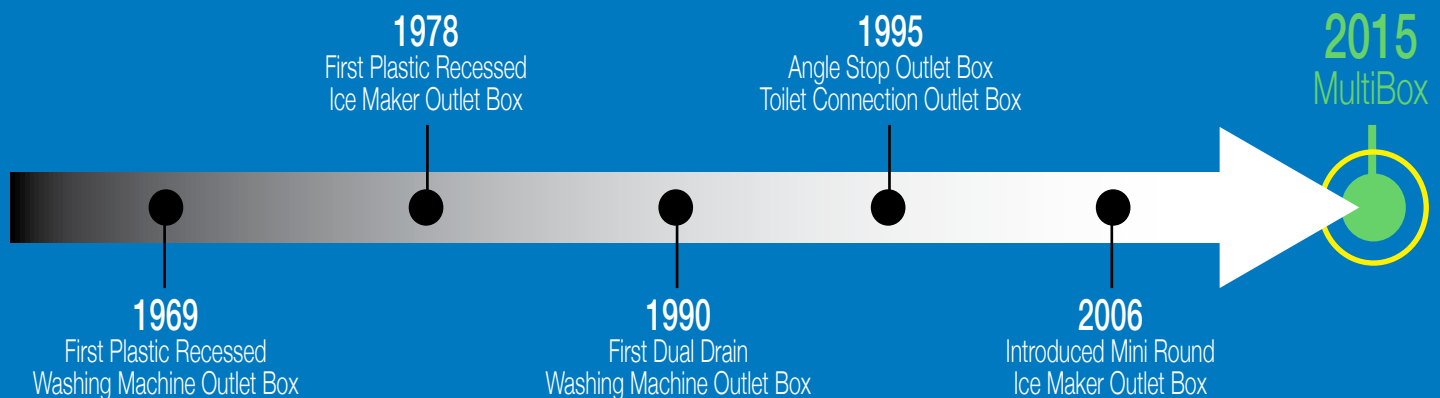 1978
First Plastic Recessed
Ice Maker Outlet Box
1995
Angle Stop Outlet Box
Toilet Connection Outlet Box
2015
MultiBox
1969
First Plastic Recessed
Washing Machine Outlet Box
1990
First Dual Drain
Washing Machine Outlet Box
2006
Introduced Mini Round
Ice Maker Outlet Box